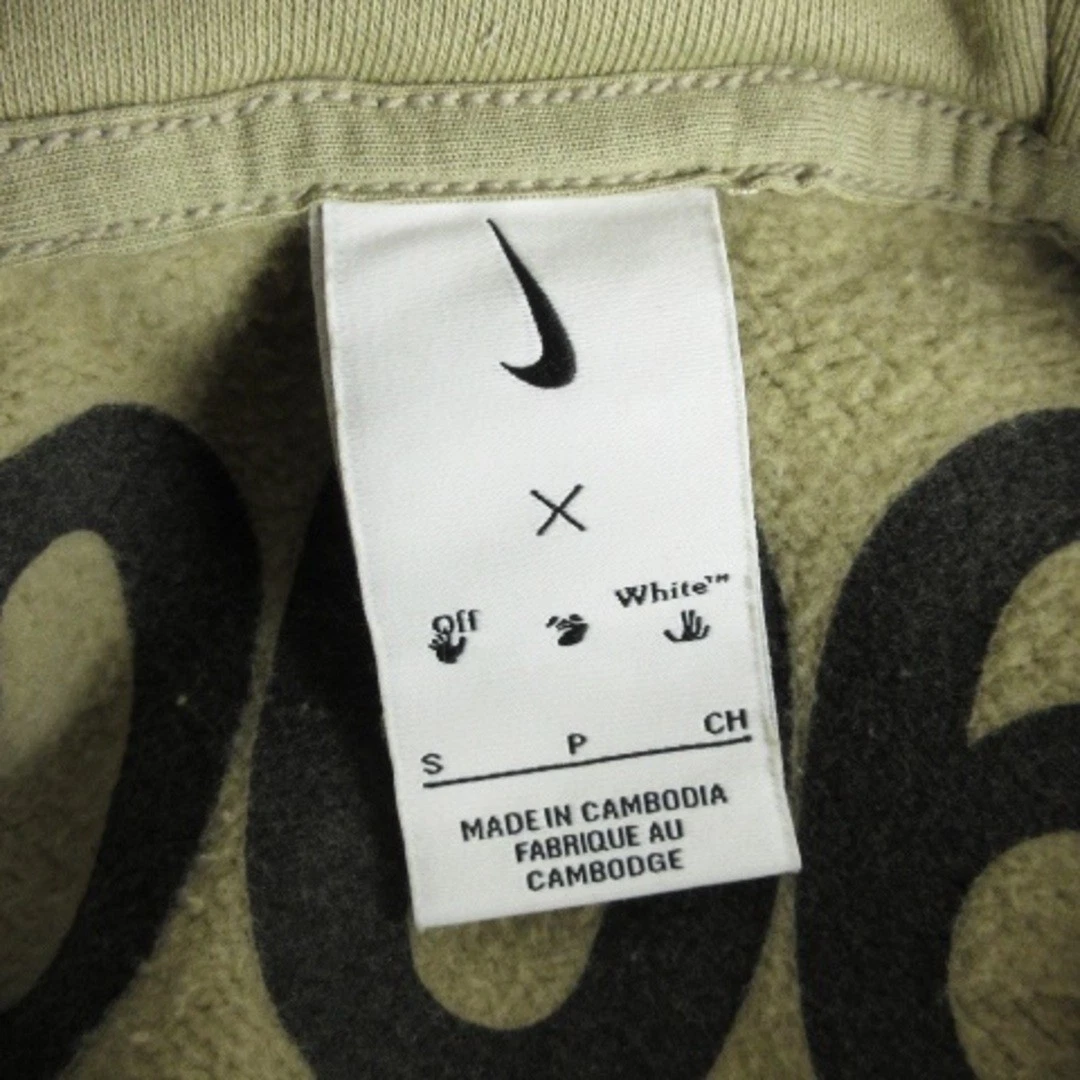 ×
Off White™
S P CH
MADE IN CAMBODIA
FABRIQUE AU
CAMBODGE